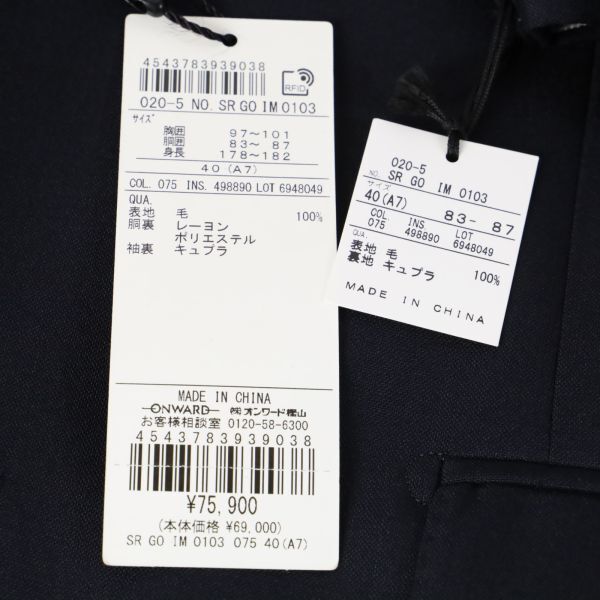 4543783939038
RFID
020-5 NO. SR GO IM 0103
サイズ
胸囲 97〜101
胴囲 83〜 87
身長 178〜182
40 (A7)
COL. 075 INS. 498890 LOT 6948049
QUA.
表地 毛 100%
胴裏 レーヨン
ポリエステル
袖裏 キュプラ
MADE IN CHINA
ONWARD ㈱オンワード樫山
お客様相談室 0120-58-6300
4543783939038
¥75,900
(本体価格 ¥69,000)
SR GO IM 0103 075 40(A7)
020-5
NO. SR GO IM 0103
サイズ
40(A7) 83- 87
COL. INS LOT
075 498890 6948049
QUA.
表地 毛 100%
裏地 キュプラ
MADE IN CHINA